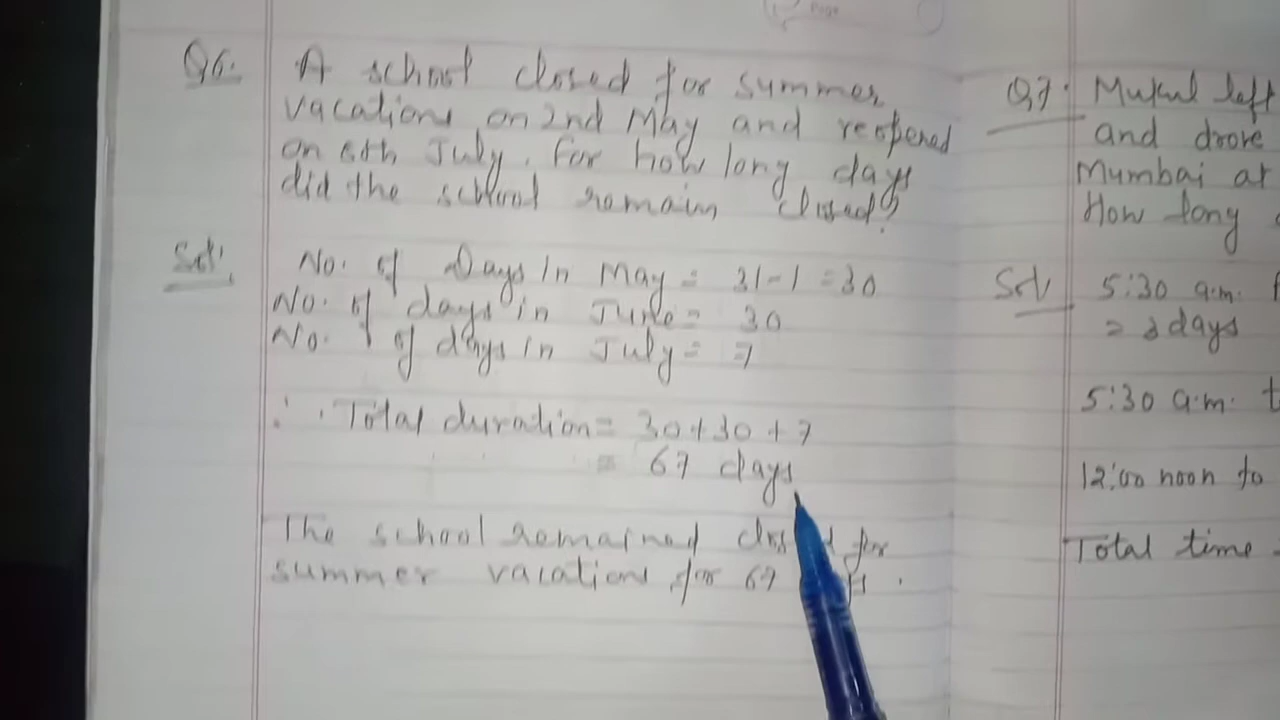 Page
Q6. A school closed for summer
vacations on 2nd May and reopened
on 8th July. For how long days
did the school remain closed?
Sol. No. of Days in May = 31-1 = 30
No. of days in June = 30
No. of days in July = 7
∴ Total duration = 30+30+7
= 67 days
The school remained for
summer vacations for 67
Q7. Mukul left
and drove
Mumbai at
How long
Sol 5:30 a.m.
= 3 days
5:30 a.m.
12:00 noon to
Total time